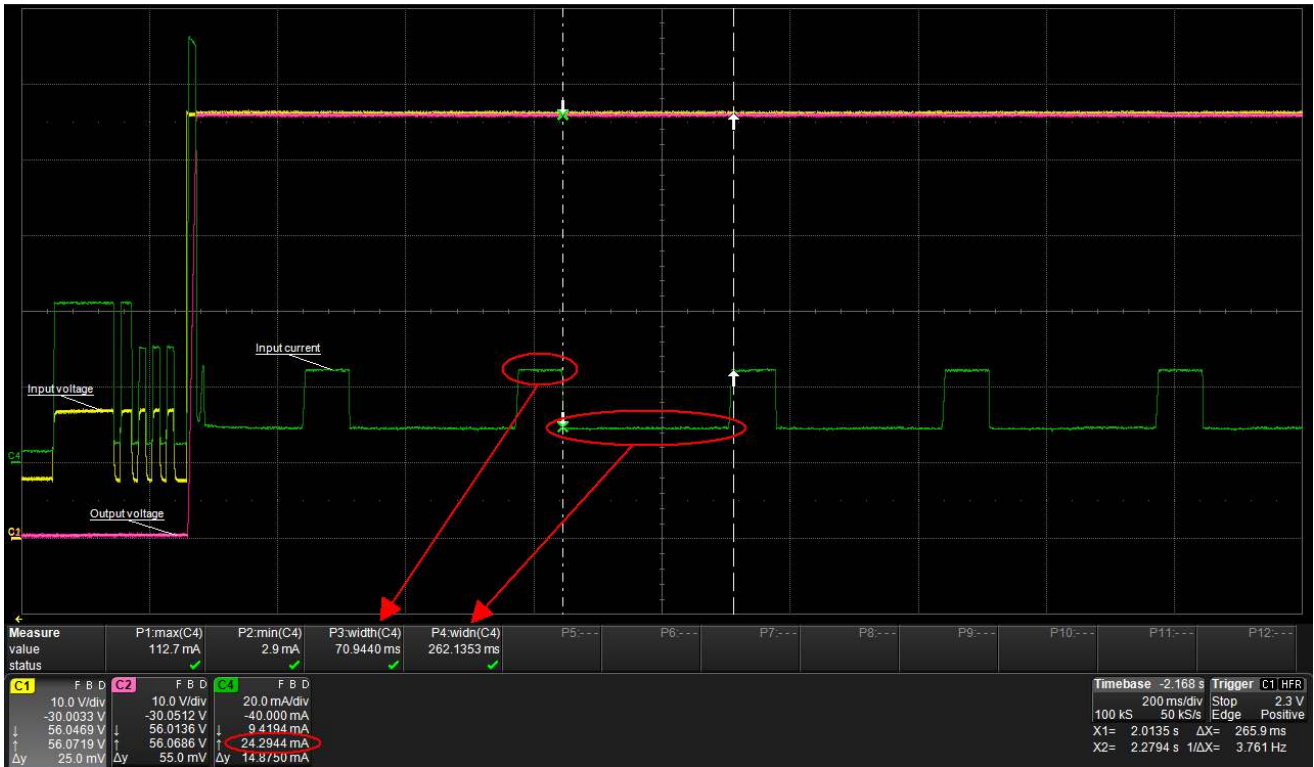 Input current
Input voltage
C4
Output voltage
C2
Measure P1:max(C4) P2:min(C4) P3:width(C4) P4:widn(C4) P5:--- P6:--- P7:--- P8:--- P9:--- P10:--- P11:--- P12:---
value 112.7 mA 2.9 mA 70.9440 ms 262.1353 ms
status
C1 F B D C2 F B D C4 F B D Timebase -2.168 s Trigger C1 HFR
10.0 V/div 10.0 V/div 20.0 mA/div 200 ms/div Stop 2.3 V
-30.0033 V -30.0512 V -40.000 mA 100 kS 50 kS/s Edge Positive
↓ 56.0469 V ↓ 56.0136 V ↓ 9.4194 mA X1= 2.0135 s ΔX= 265.9 ms
↑ 56.0719 V ↑ 56.0686 V ↑ 24.2944 mA X2= 2.2794 s 1/ΔX= 3.761 Hz
Δy 25.0 mV Δy 55.0 mV Δy 14.8750 mA